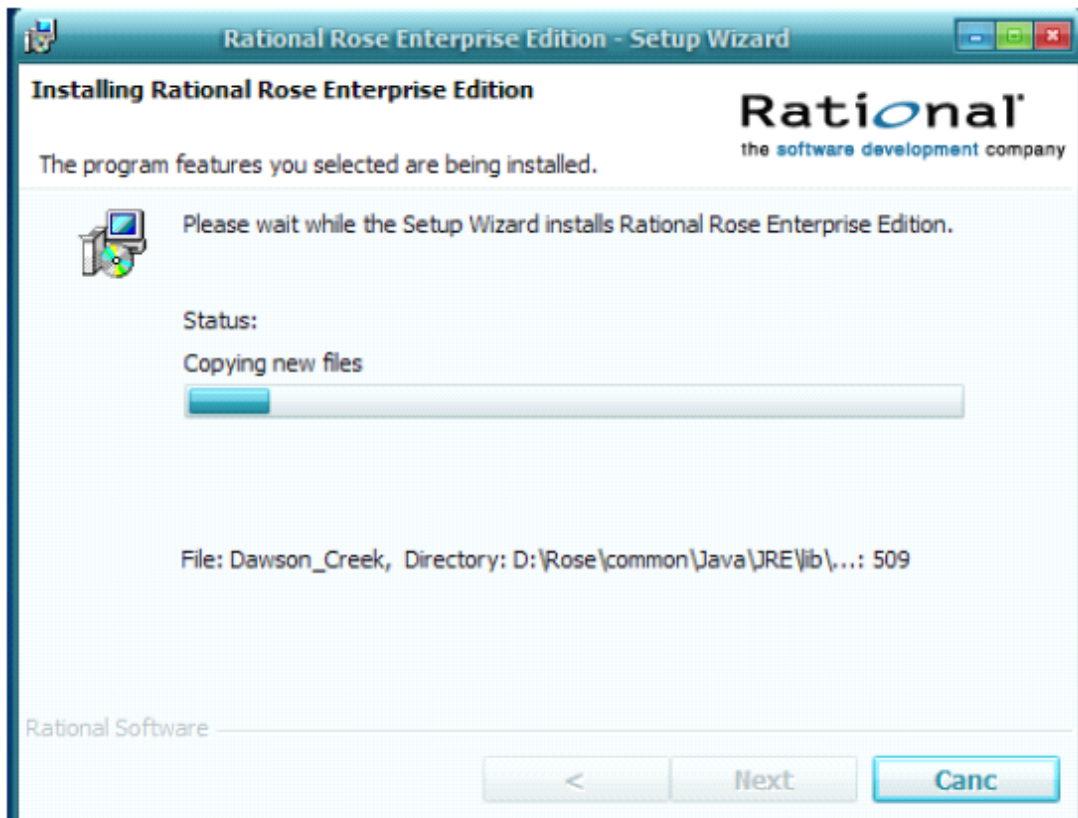 Rational Rose Enterprise Edition - Setup Wizard
Installing Rational Rose Enterprise Edition
Rational
the software development company
The program features you selected are being installed.
Please wait while the Setup Wizard installs Rational Rose Enterprise Edition.
Status:
Copying new files
File: Dawson_Creek,  Directory: D:\Rose\common\Java\JRE\lib\...: 509
Rational Software
<
Next
Canc